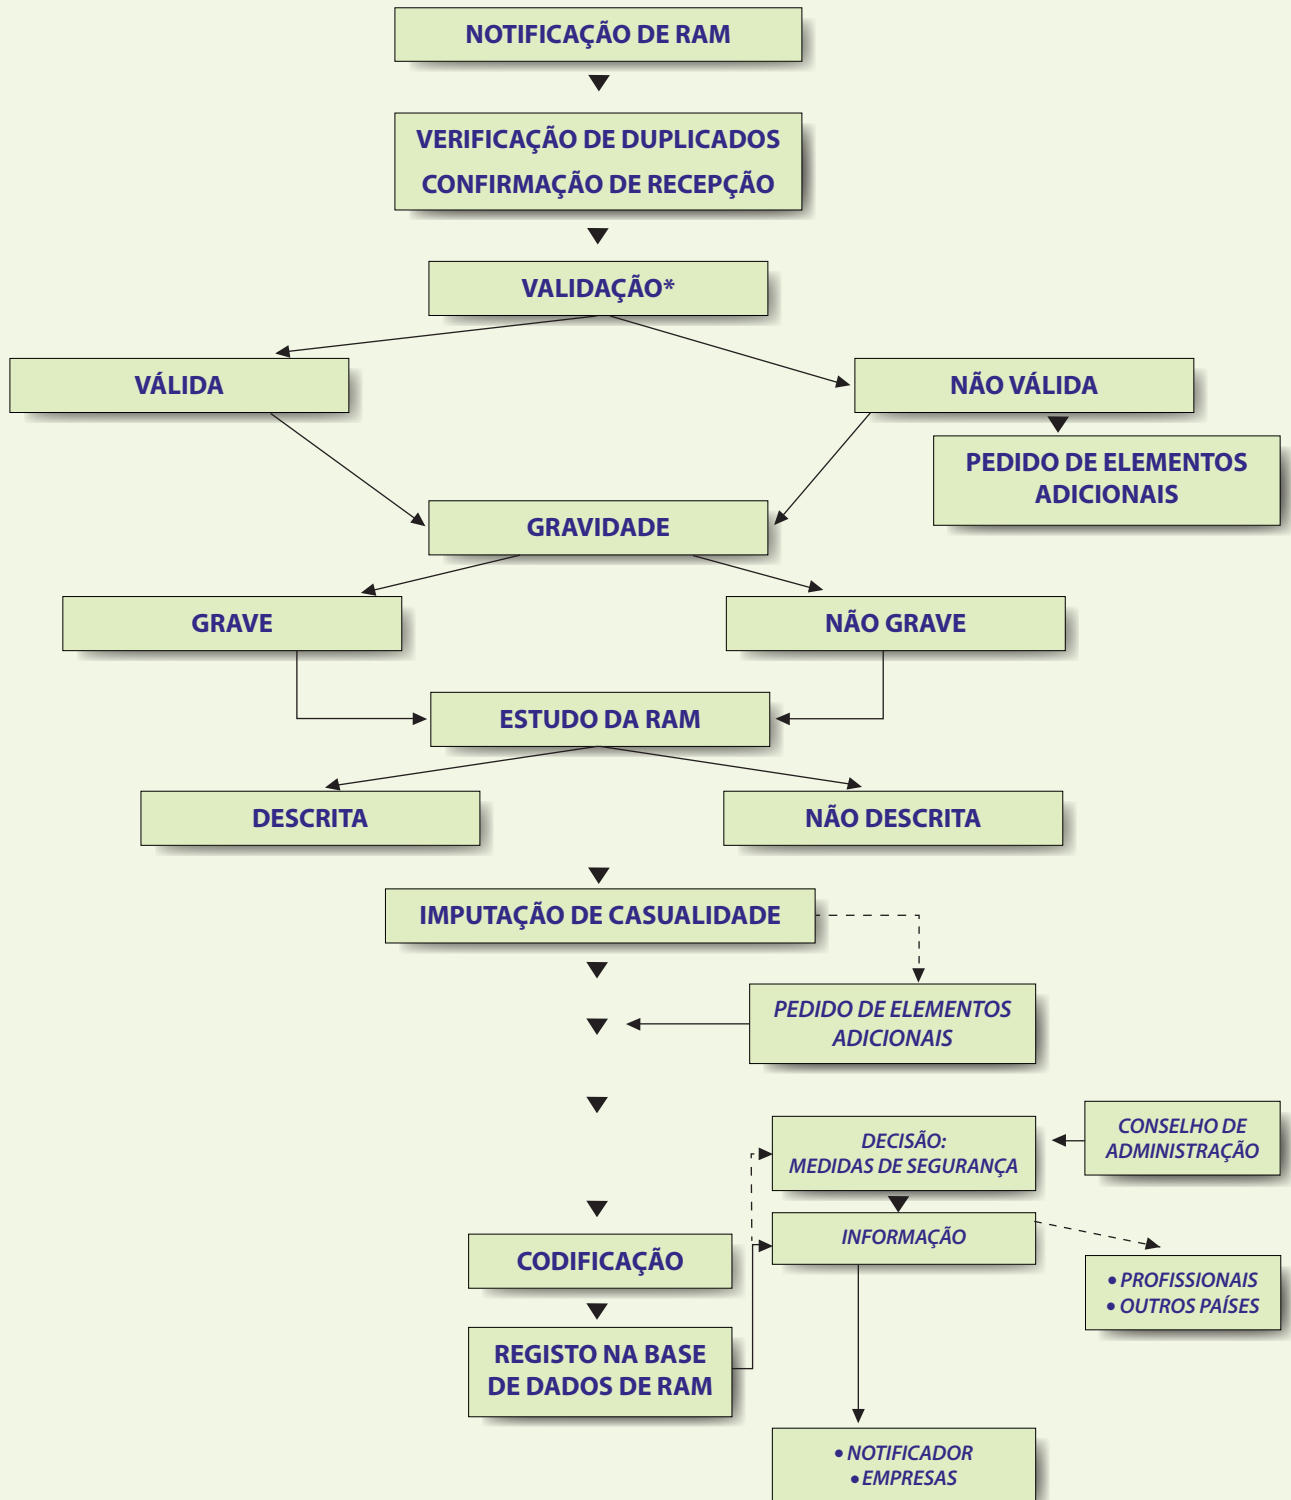 NOTIFICAÇÃO DE RAM
VERIFICAÇÃO DE DUPLICADOS
CONFIRMAÇÃO DE RECEPÇÃO
VALIDAÇÃO*
VÁLIDA
NÃO VÁLIDA
PEDIDO DE ELEMENTOS
ADICIONAIS
GRAVIDADE
GRAVE
NÃO GRAVE
ESTUDO DA RAM
DESCRITA
NÃO DESCRITA
IMPUTAÇÃO DE CASUALIDADE
PEDIDO DE ELEMENTOS
ADICIONAIS
CONSELHO DE
ADMINISTRAÇÃO
DECISÃO:
MEDIDAS DE SEGURANÇA
INFORMAÇÃO
CODIFICAÇÃO
• PROFISSIONAIS
• OUTROS PAÍSES
REGISTO NA BASE
DE DADOS DE RAM
• NOTIFICADOR
• EMPRESAS